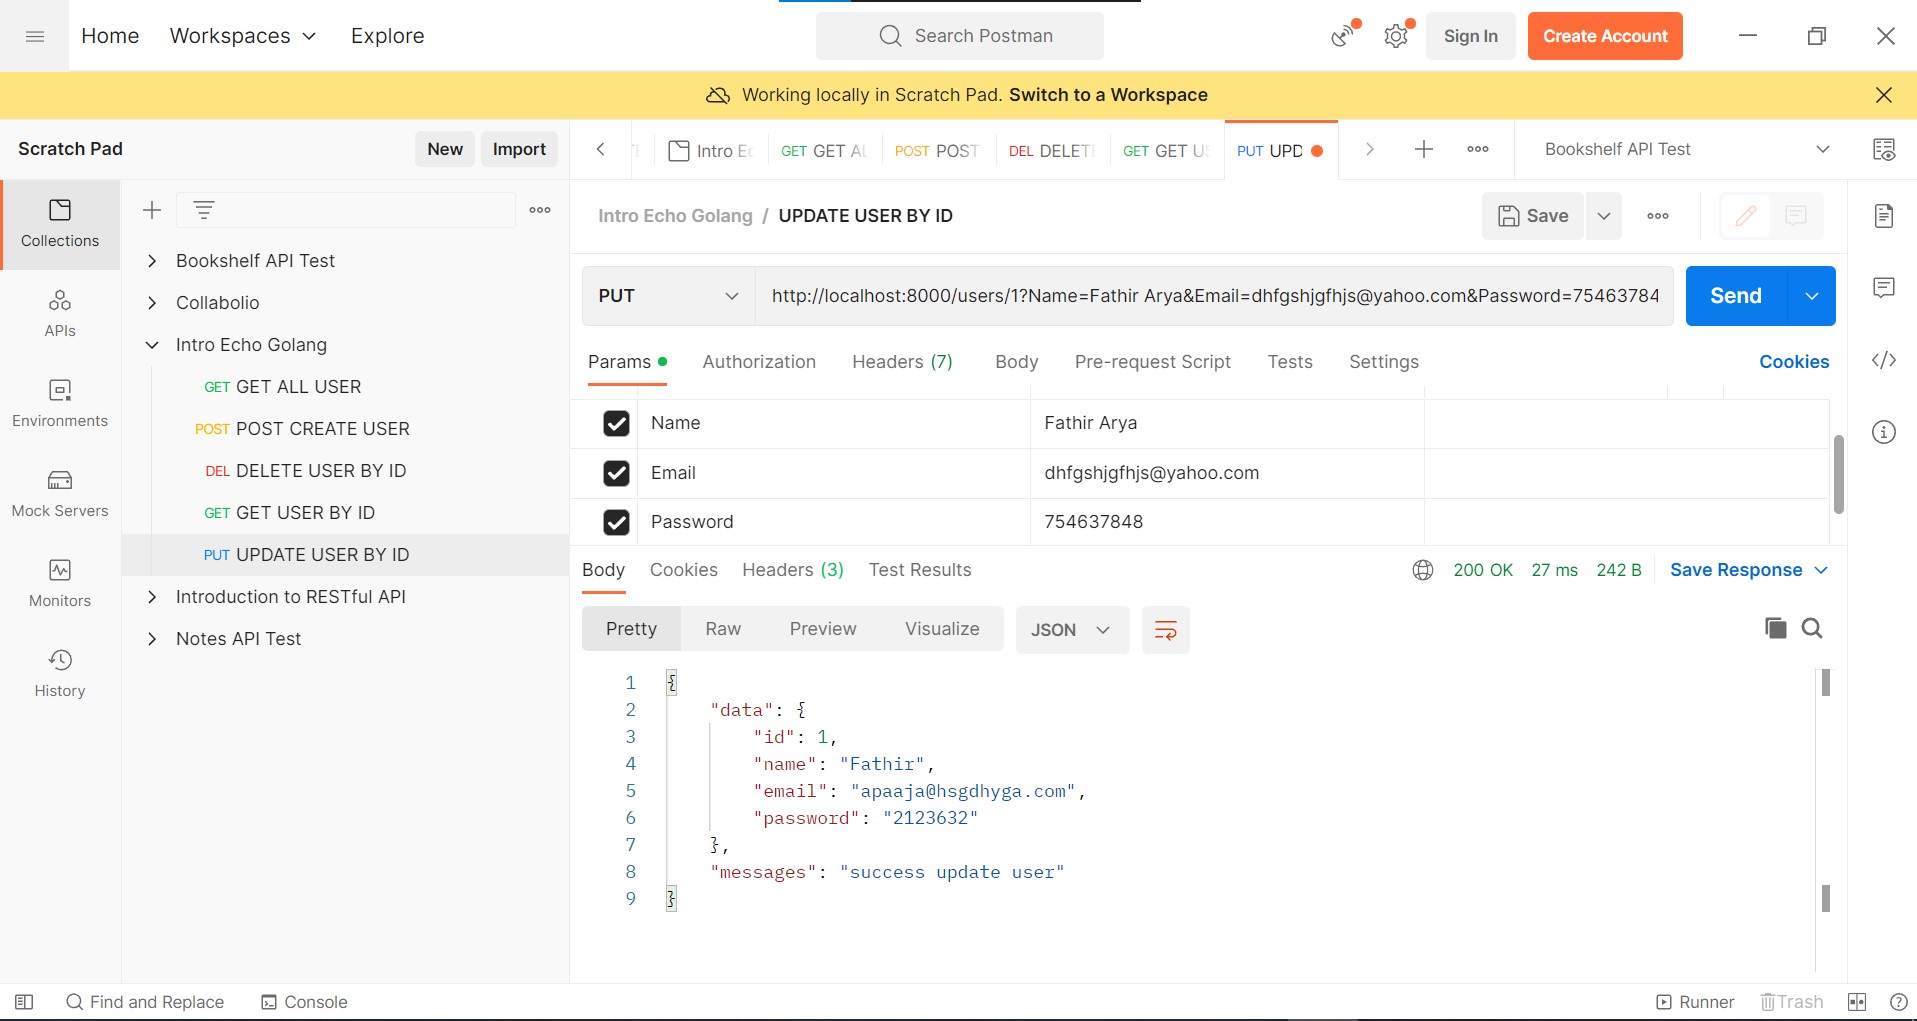 Home Workspaces Explore Search Postman Sign In Create Account
Working locally in Scratch Pad. Switch to a Workspace
Scratch Pad New Import
Intro Ec GET GET AL POST POST DEL DELETE GET GET US PUT UPD Bookshelf API Test
Collections
APIs
Environments
Mock Servers
Monitors
History
Bookshelf API Test
Collabolio
Intro Echo Golang
GET GET ALL USER
POST POST CREATE USER
DEL DELETE USER BY ID
GET GET USER BY ID
PUT UPDATE USER BY ID
Introduction to RESTful API
Notes API Test
Intro Echo Golang / UPDATE USER BY ID Save
PUT http://localhost:8000/users/1?Name=Fathir Arya&Email=dhfgshjgfhjs@yahoo.com&Password=75463784 Send
Params Authorization Headers (7) Body Pre-request Script Tests Settings Cookies
Name Fathir Arya
Email dhfgshjgfhjs@yahoo.com
Password 754637848
Body Cookies Headers (3) Test Results 200 OK 27 ms 242 B Save Response
Pretty Raw Preview Visualize JSON
1 {
2 "data": {
3 "id": 1,
4 "name": "Fathir",
5 "email": "apaaja@hsgdhyga.com",
6 "password": "2123632"
7 },
8 "messages": "success update user"
9 }
Find and Replace Console Runner Trash